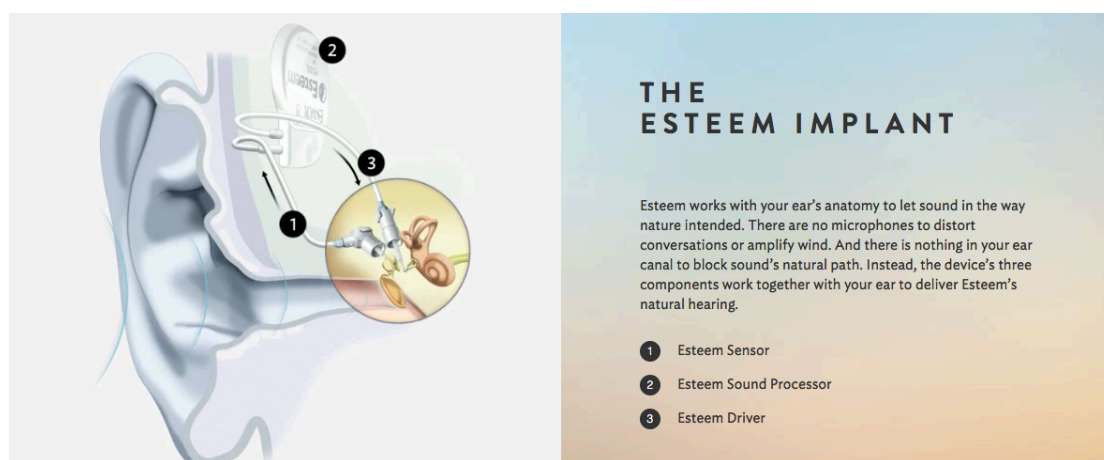 2
Esteem
3
1
THE
ESTEEM IMPLANT
Esteem works with your ear's anatomy to let sound in the way
nature intended. There are no microphones to distort
conversations or amplify wind. And there is nothing in your ear
canal to block sound's natural path. Instead, the device's three
components work together with your ear to deliver Esteem's
natural hearing.
1 Esteem Sensor
2 Esteem Sound Processor
3 Esteem Driver